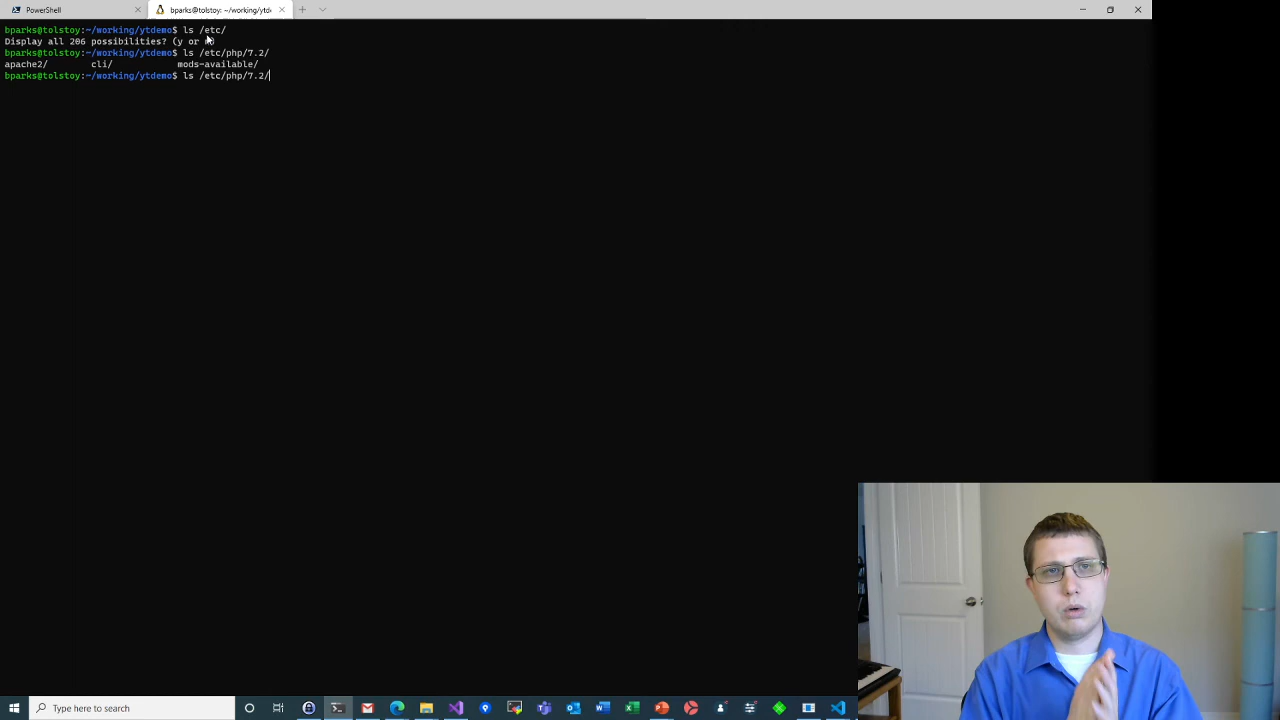 PowerShell
bparks@tolstoy: ~/working/ytde
bparks@tolstoy:~/working/ytdemo$ ls /etc/
Display all 206 possibilities? (y or
bparks@tolstoy:~/working/ytdemo$ ls /etc/php/7.2/
apache2/ cli/ mods-available/
bparks@tolstoy:~/working/ytdemo$ ls /etc/php/7.2/
Type here to search